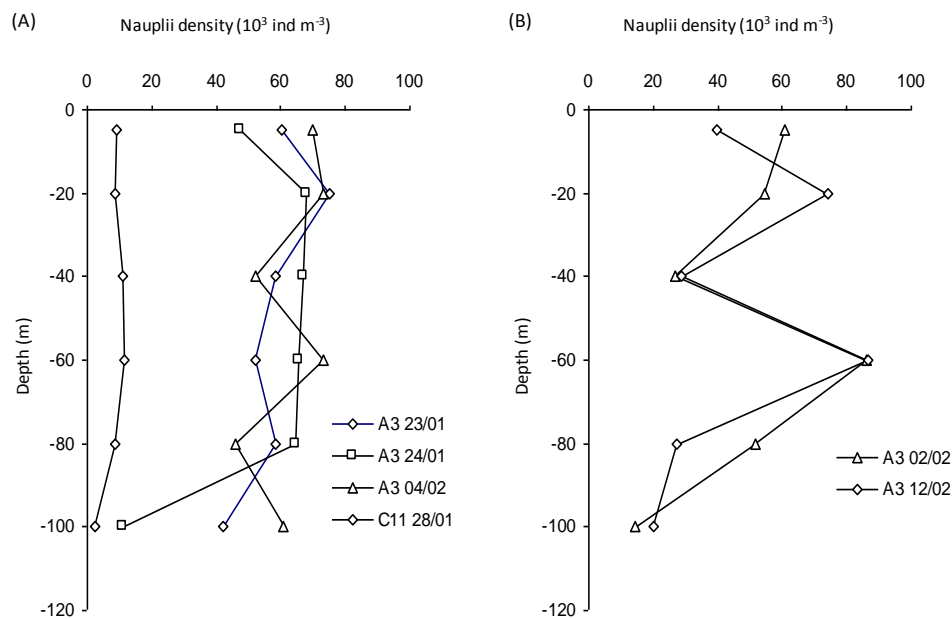 (A)
Nauplii density (10³ ind m⁻³)
0 20 40 60 80 100
0
-20
-40
-60
-80
-100
-120
Depth (m)
A3 23/01
A3 24/01
A3 04/02
C11 28/01
(B)
Nauplii density (10³ ind m⁻³)
0 20 40 60 80 100
0
-20
-40
-60
-80
-100
-120
Depth (m)
A3 02/02
A3 12/02